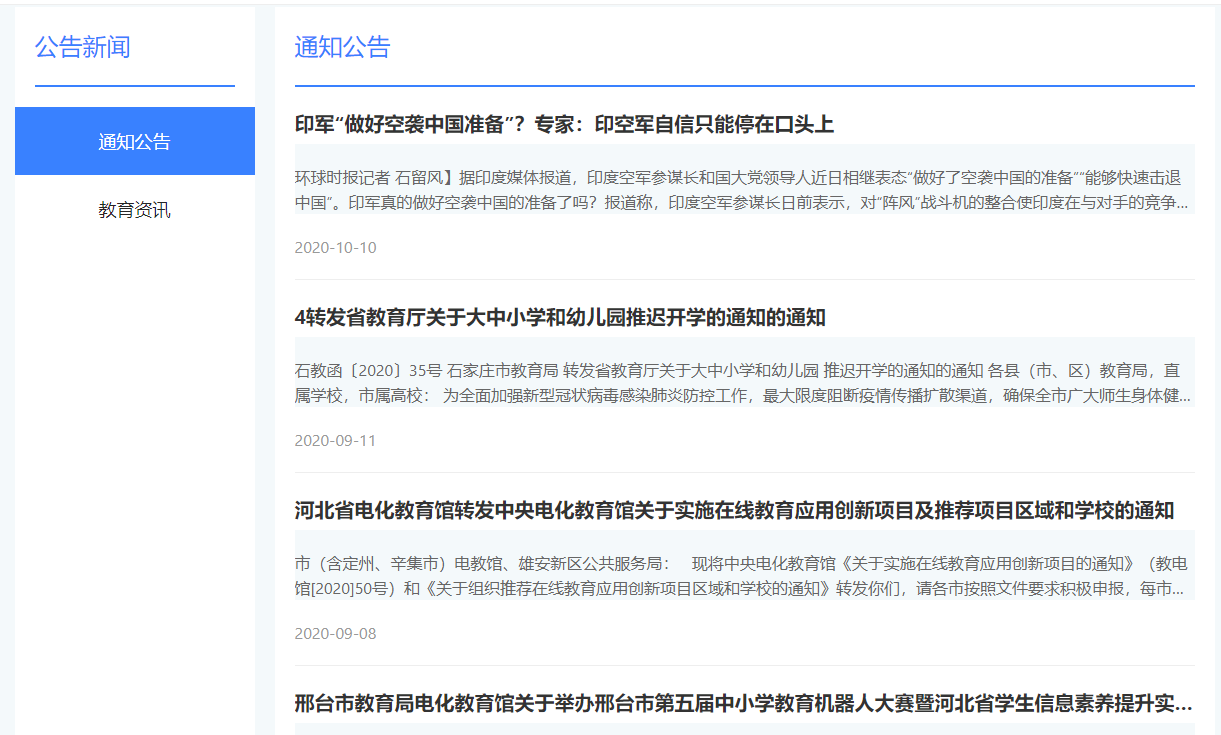 公告新闻
通知公告
教育资讯
通知公告
印军“做好空袭中国准备”？专家：印空军自信只能停在口头上
环球时报记者 石留风】据印度媒体报道，印度空军参谋长和国大党领导人近日相继表态“做好了空袭中国的准备”“能够快速击退
中国”。印军真的做好空袭中国的准备了吗？报道称，印度空军参谋长日前表示，对“阵风”战斗机的整合使印度在与对手的竞争...
2020-10-10
4转发省教育厅关于大中小学和幼儿园推迟开学的通知的通知
石教函〔2020〕35号 石家庄市教育局 转发省教育厅关于大中小学和幼儿园 推迟开学的通知的通知 各县（市、区）教育局，直
属学校，市属高校： 为全面加强新型冠状病毒感染肺炎防控工作，最大限度阻断疫情传播扩散渠道，确保全市广大师生身体健...
2020-09-11
河北省电化教育馆转发中央电化教育馆关于实施在线教育应用创新项目及推荐项目区域和学校的通知
市（含定州、辛集市）电教馆、雄安新区公共服务局： 现将中央电化教育馆《关于实施在线教育应用创新项目的通知》（教电
馆[2020]50号）和《关于组织推荐在线教育应用创新项目区域和学校的通知》转发你们，请各市按照文件要求积极申报，每市...
2020-09-08
邢台市教育局电化教育馆关于举办邢台市第五届中小学教育机器人大赛暨河北省学生信息素养提升实...